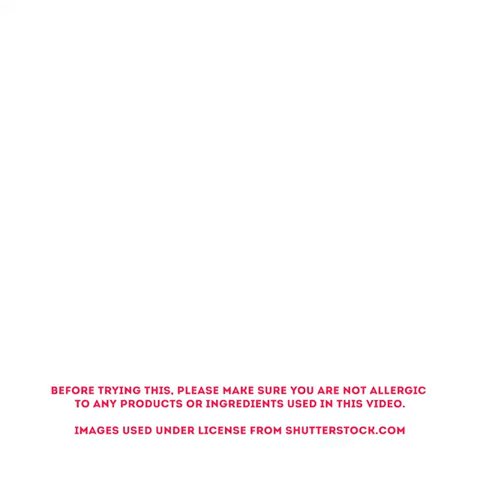 BEFORE TRYING THIS, PLEASE MAKE SURE YOU ARE NOT ALLERGIC
TO ANY PRODUCTS OR INGREDIENTS USED IN THIS VIDEO.
IMAGES USED UNDER LICENSE FROM SHUTTERSTOCK.COM